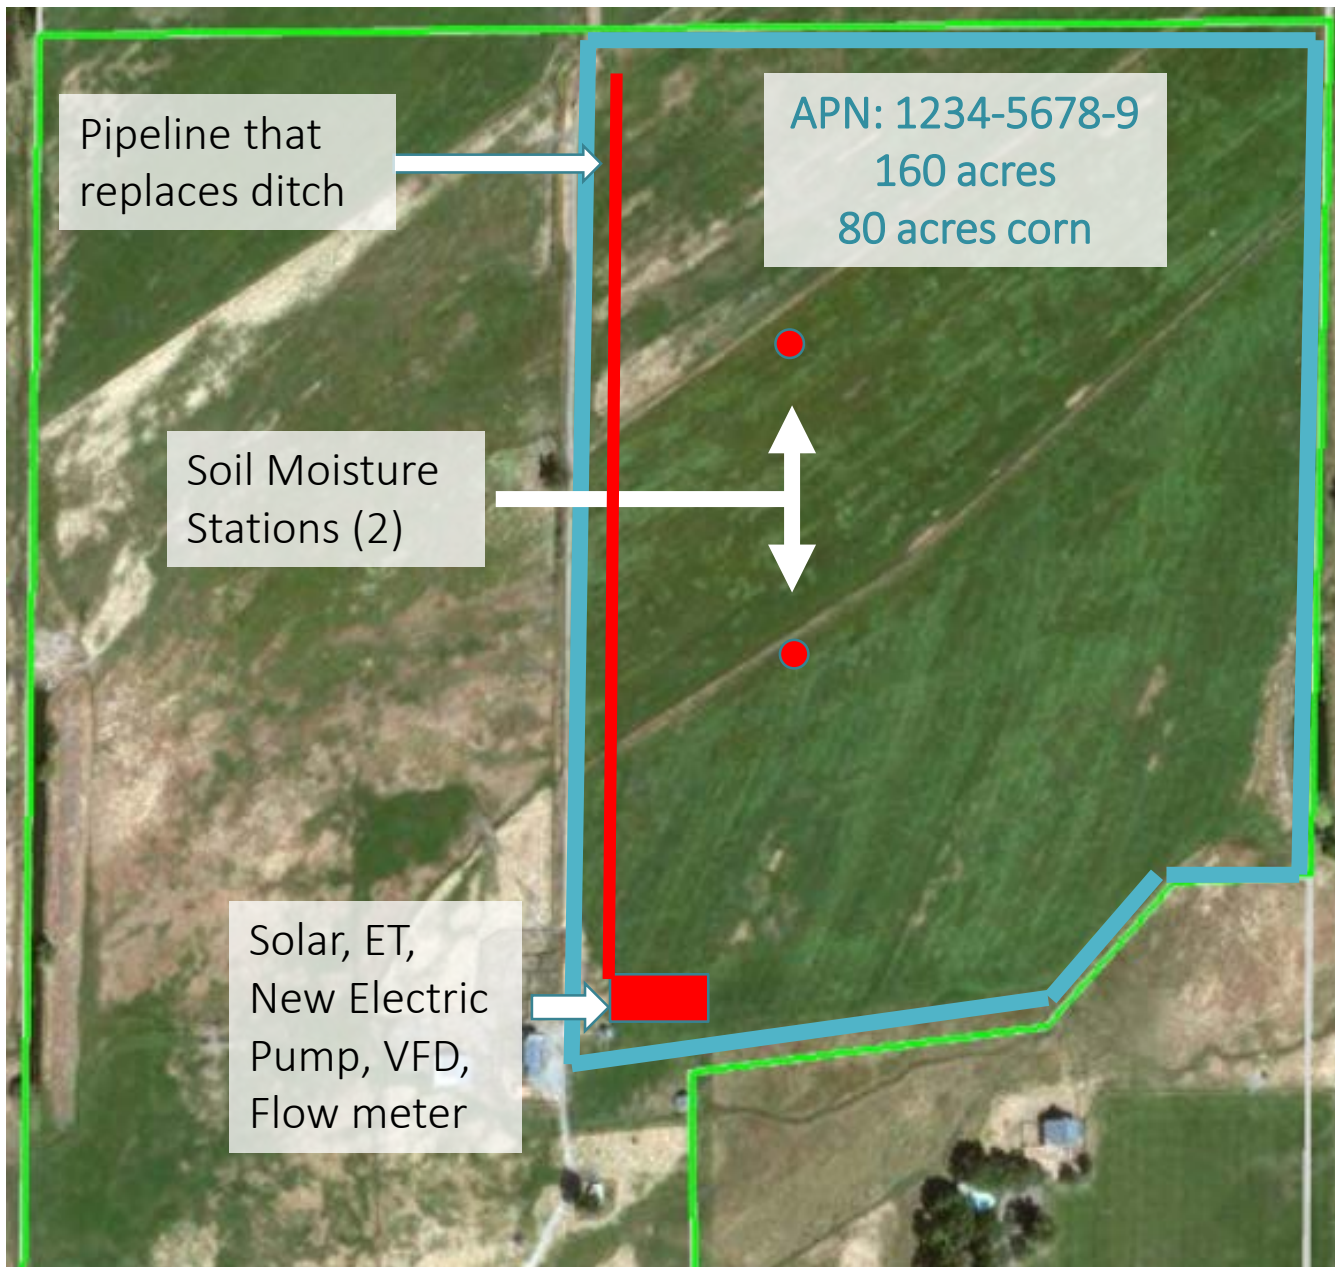 Pipeline that
replaces ditch
APN: 1234-5678-9
160 acres
80 acres corn
Soil Moisture
Stations (2)
Solar, ET,
New Electric
Pump, VFD,
Flow meter